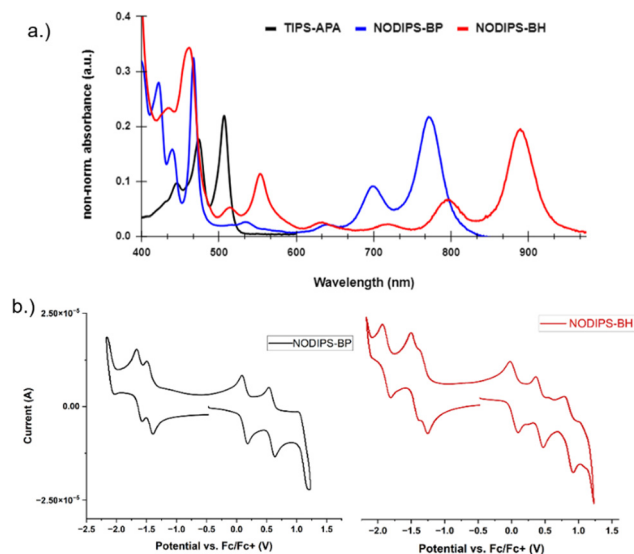 a.)
TIPS-APA NODIPS-BP NODIPS-BH
non-norm. absorbance (a.u.)
0.4
0.3
0.2
0.1
0.0
400 500 600 700 800 900
Wavelength (nm)
b.)
2.50×10⁻⁵
0.00
−2.50×10⁻⁵
Current (A)
NODIPS-BP
NODIPS-BH
-2.5 -2.0 -1.5 -1.0 -0.5 0.0 0.5 1.0 1.5
-2.0 -1.5 -1.0 -0.5 0.0 0.5 1.0 1.5
Potential vs. Fc/Fc+ (V)
Potential vs. Fc/Fc+ (V)